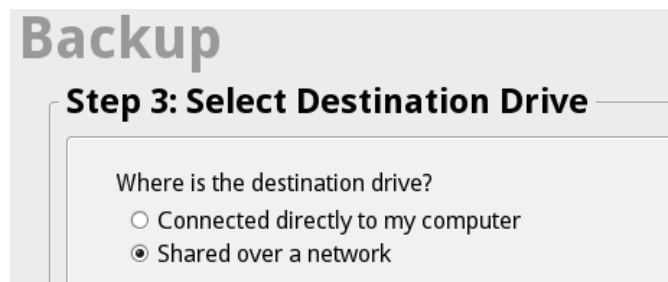 Backup
Step 3: Select Destination Drive
Where is the destination drive?
Connected directly to my computer
Shared over a network